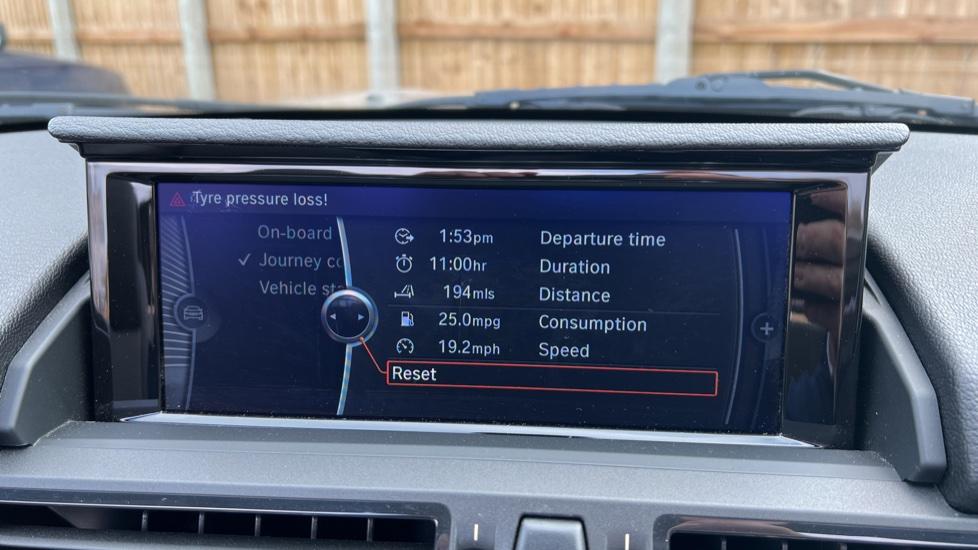 Tyre pressure loss!
On-board
✓ Journey co
Vehicle sta
1:53pm Departure time
11:00hr Duration
194mls Distance
25.0mpg Consumption
19.2mph Speed
Reset